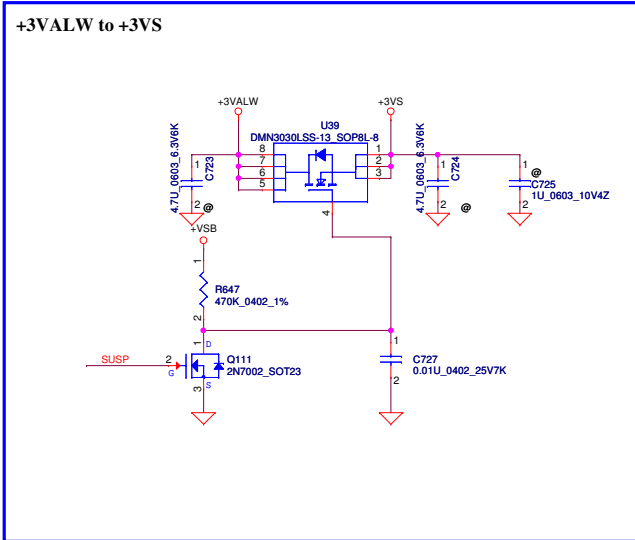 +3VALW to +3VS
+3VALW
+3VS
U39
DMN3030LSS-13_SOP8L-8
8
7
6
5
1
2
3
4
4.7U_0603_6.3V6K
C723
1
2
@
4.7U_0603_6.3V6K
C724
1
2
@
1
2
@
C725
1U_0603_10V4Z
+VSB
1
2
R647
470K_0402_1%
SUSP
2
G
1
D
3
S
Q111
2N7002_SOT23
1
2
C727
0.01U_0402_25V7K